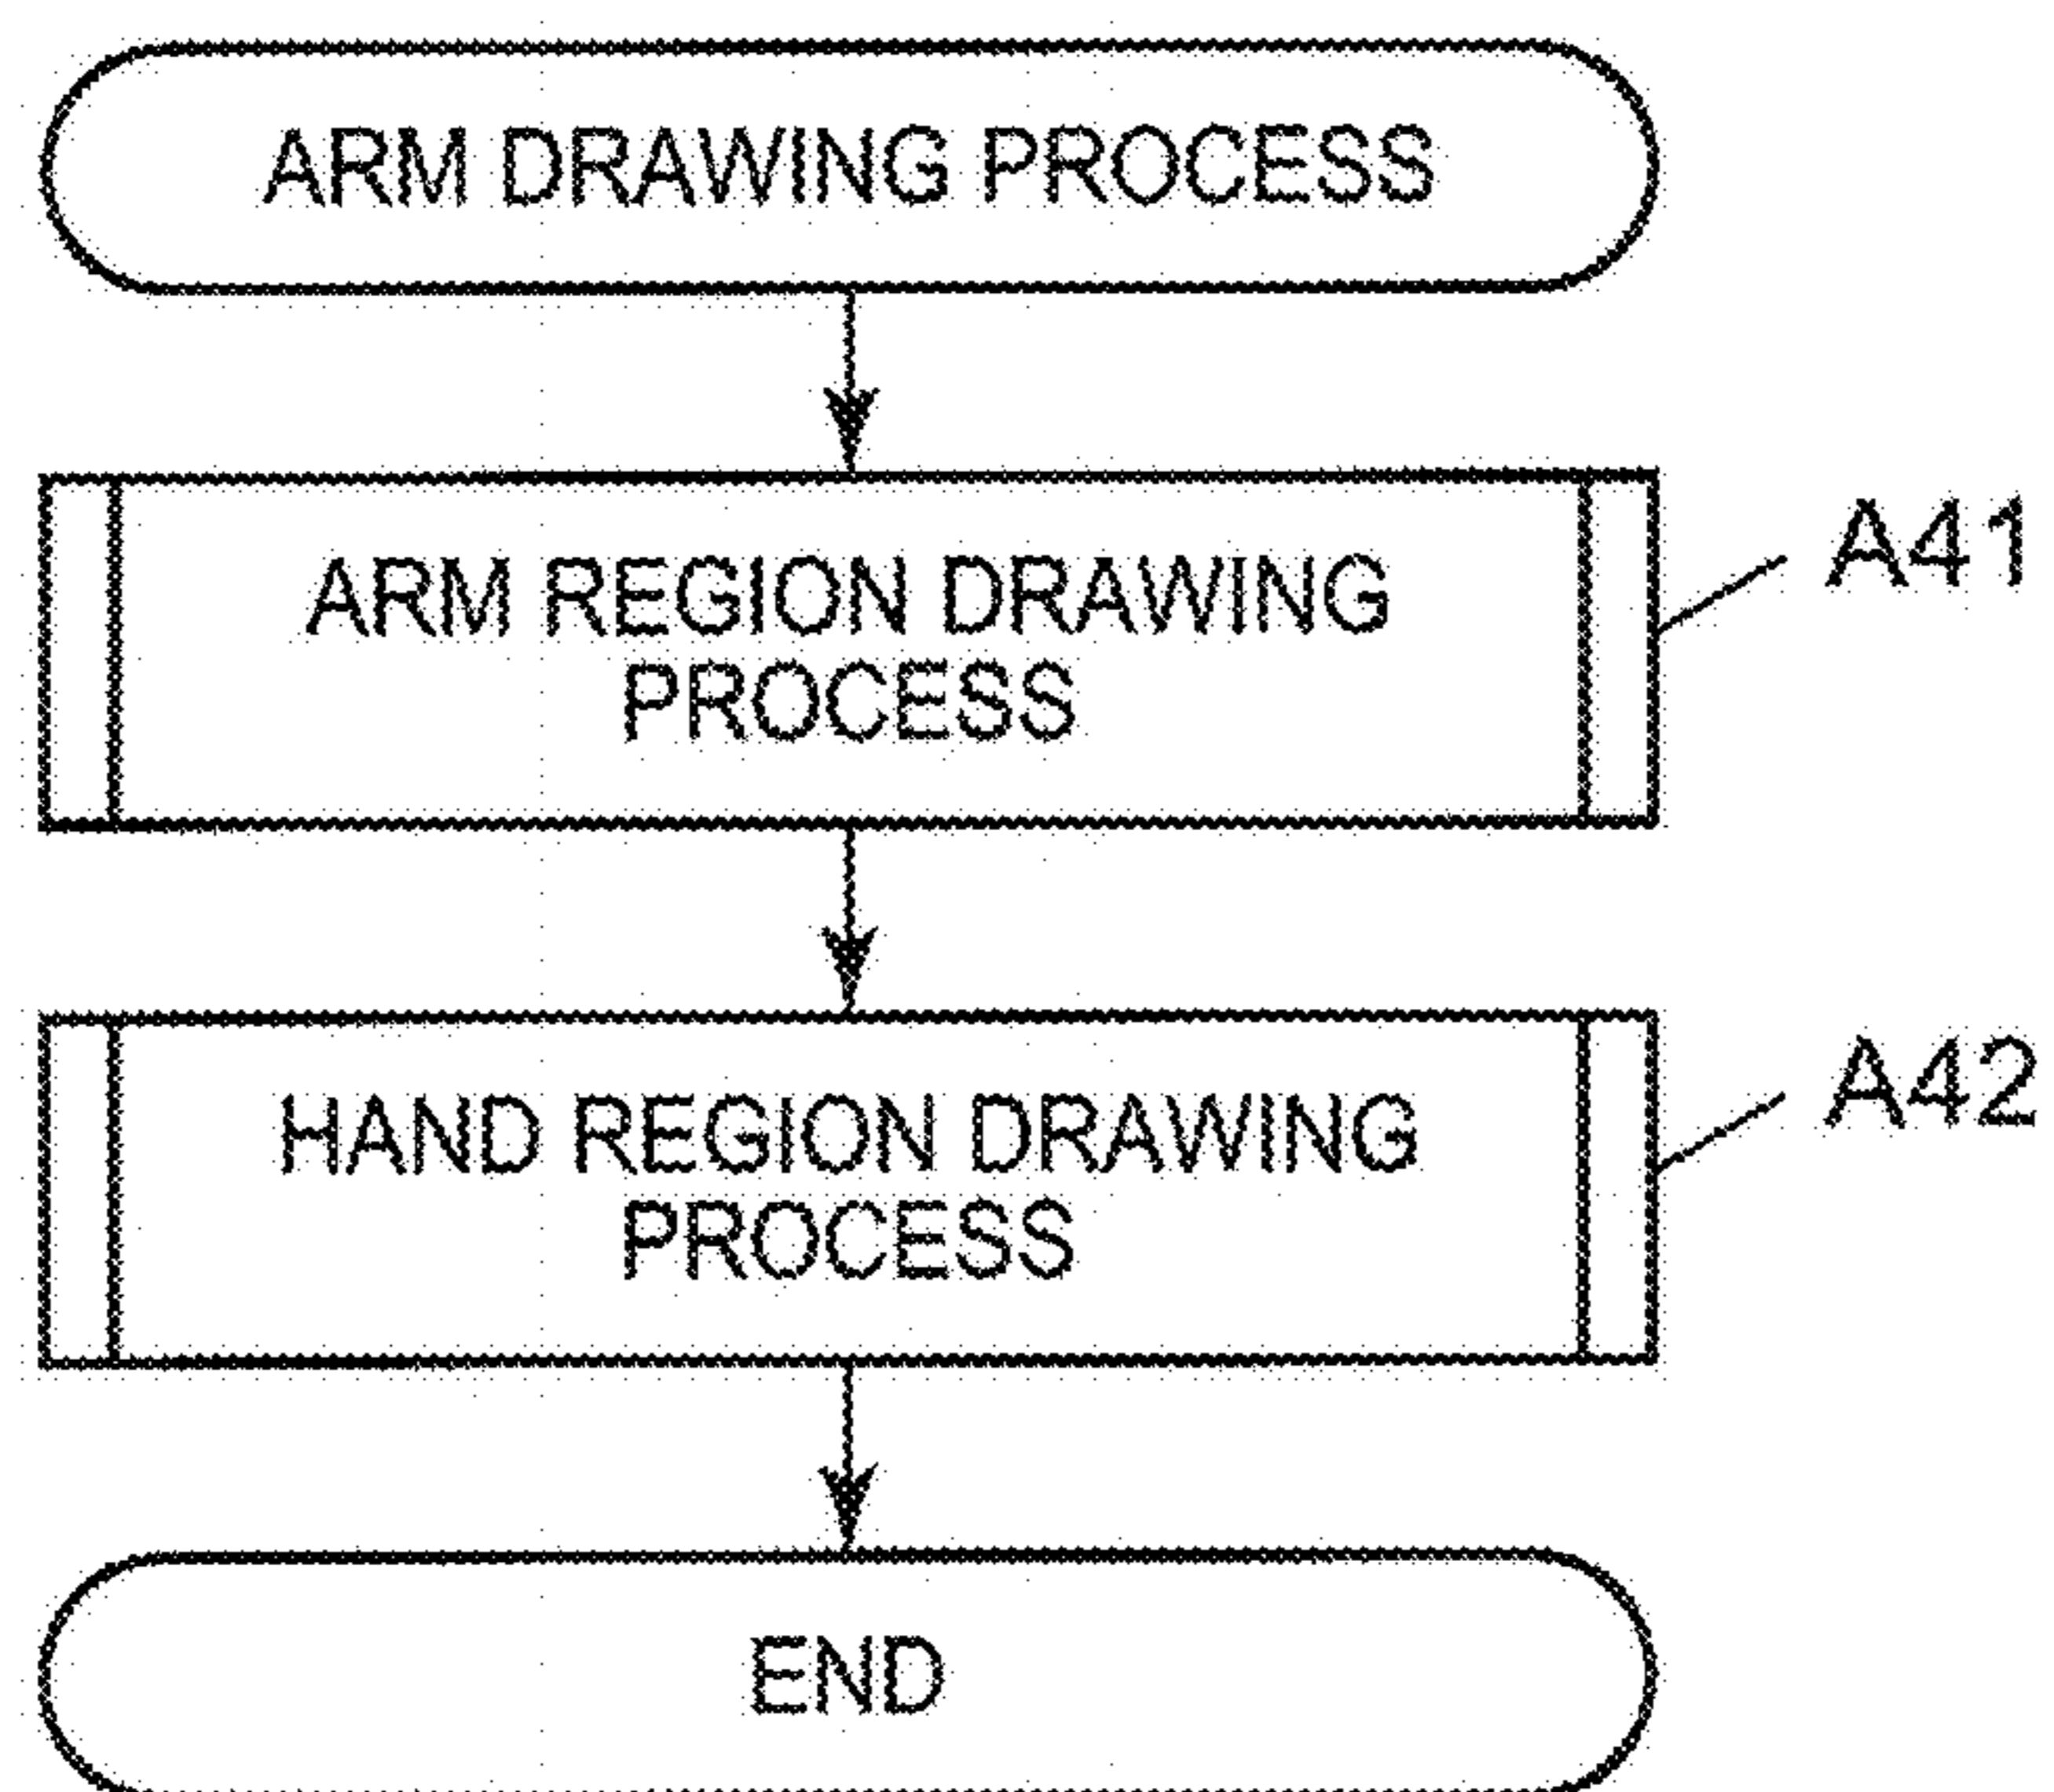 ARM DRAWING PROCESS
ARM REGION DRAWING
PROCESS
A41
HAND REGION DRAWING
PROCESS
A42
END